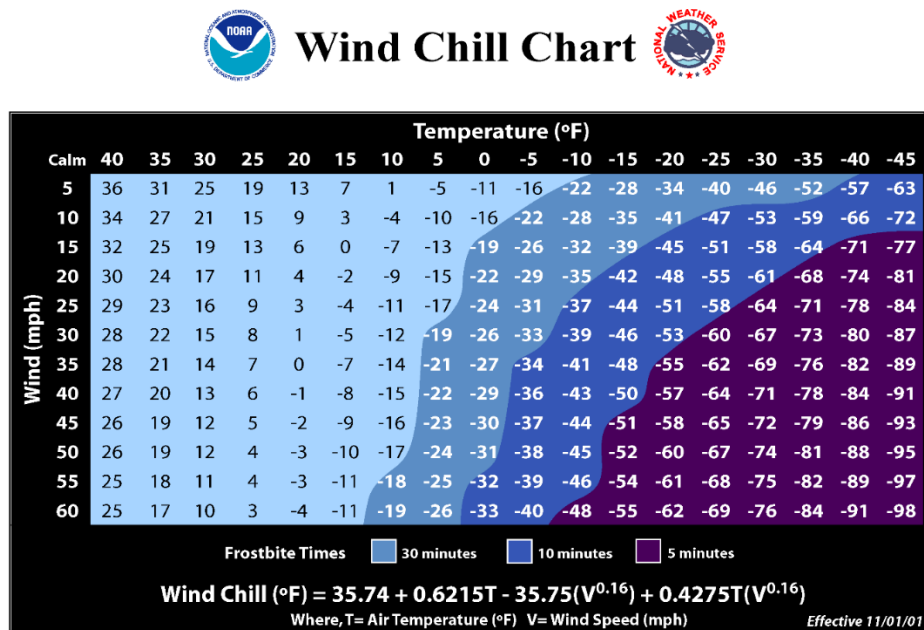 NATIONAL OCEANIC AND ATMOSPHERIC ADMINISTRATION
NOAA
U.S. DEPARTMENT OF COMMERCE
Wind Chill Chart
NATIONAL WEATHER SERVICE
Temperature (ºF)
Calm 40 35 30 25 20 15 10 5 0 -5 -10 -15 -20 -25 -30 -35 -40 -45
Wind (mph)
5 36 31 25 19 13 7 1 -5 -11 -16 -22 -28 -34 -40 -46 -52 -57 -63
10 34 27 21 15 9 3 -4 -10 -16 -22 -28 -35 -41 -47 -53 -59 -66 -72
15 32 25 19 13 6 0 -7 -13 -19 -26 -32 -39 -45 -51 -58 -64 -71 -77
20 30 24 17 11 4 -2 -9 -15 -22 -29 -35 -42 -48 -55 -61 -68 -74 -81
25 29 23 16 9 3 -4 -11 -17 -24 -31 -37 -44 -51 -58 -64 -71 -78 -84
30 28 22 15 8 1 -5 -12 -19 -26 -33 -39 -46 -53 -60 -67 -73 -80 -87
35 28 21 14 7 0 -7 -14 -21 -27 -34 -41 -48 -55 -62 -69 -76 -82 -89
40 27 20 13 6 -1 -8 -15 -22 -29 -36 -43 -50 -57 -64 -71 -78 -84 -91
45 26 19 12 5 -2 -9 -16 -23 -30 -37 -44 -51 -58 -65 -72 -79 -86 -93
50 26 19 12 4 -3 -10 -17 -24 -31 -38 -45 -52 -60 -67 -74 -81 -88 -95
55 25 18 11 4 -3 -11 -18 -25 -32 -39 -46 -54 -61 -68 -75 -82 -89 -97
60 25 17 10 3 -4 -11 -19 -26 -33 -40 -48 -55 -62 -69 -76 -84 -91 -98
Frostbite Times 30 minutes 10 minutes 5 minutes
Wind Chill (ºF) = 35.74 + 0.6215T - 35.75(V^0.16) + 0.4275T(V^0.16)
Where, T= Air Temperature (ºF) V= Wind Speed (mph)
Effective 11/01/01